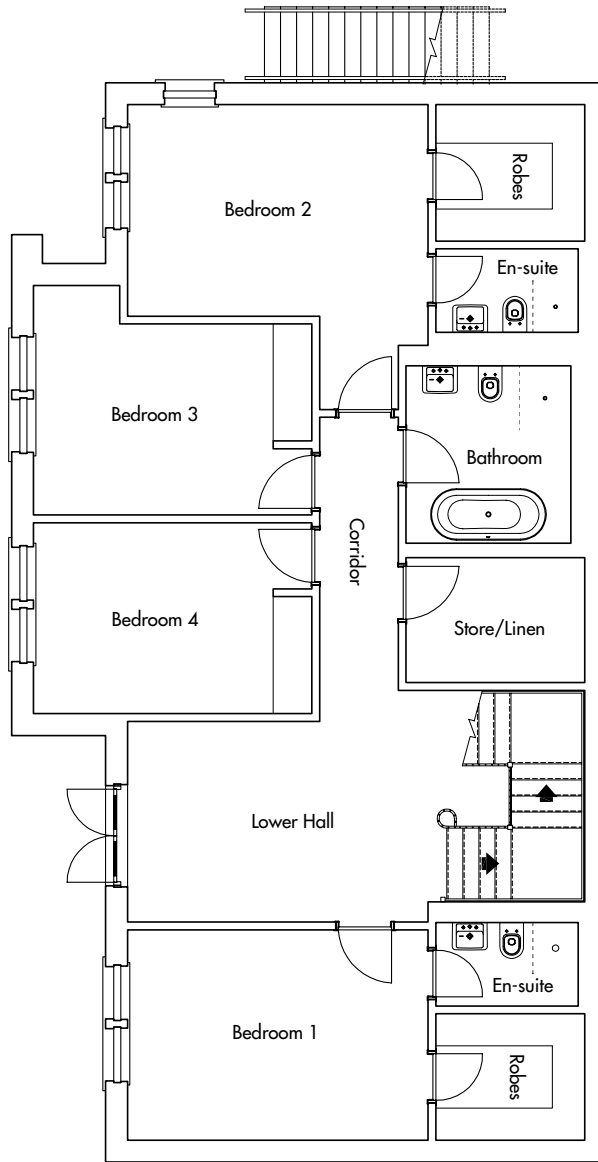 Robes
Bedroom 2
En-suite
Bedroom 3
Bathroom
Corridor
Bedroom 4
Store/Linen
Lower Hall
En-suite
Bedroom 1
Robes